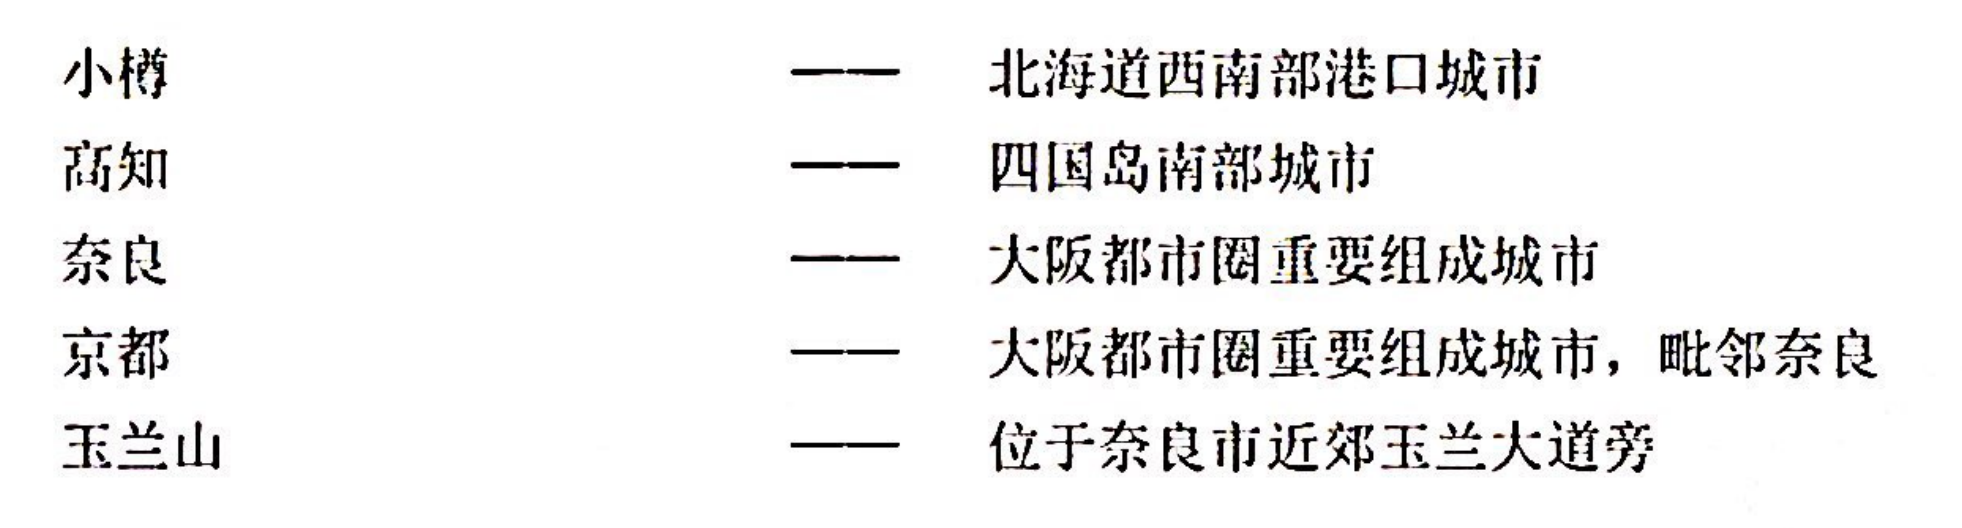 小樽 —— 北海道西南部港口城市
高知 —— 四国岛南部城市
奈良 —— 大阪都市圈重要组成城市
京都 —— 大阪都市圈重要组成城市，毗邻奈良
玉兰山 —— 位于奈良市近郊玉兰大道旁